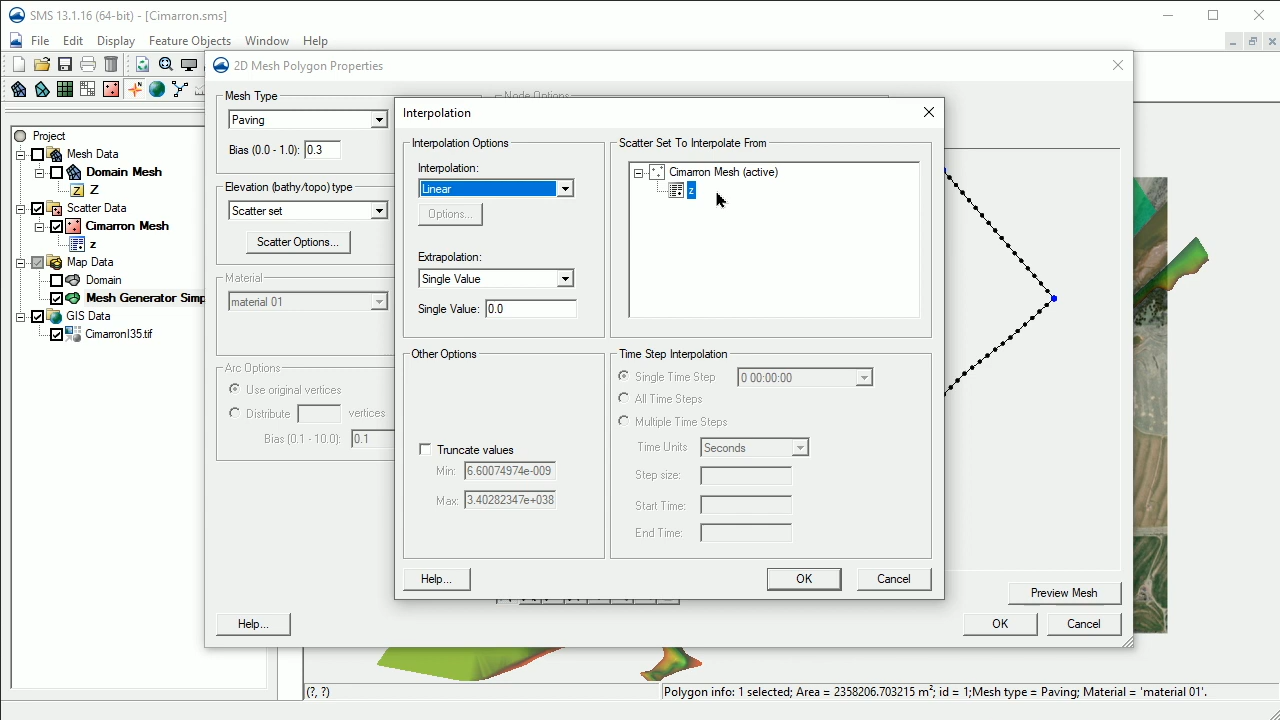 SMS 13.1.16 (64-bit) - [Cimarron.sms]
File Edit Display Feature Objects Window Help
2D Mesh Polygon Properties
Project
Mesh Data
Domain Mesh
Z
Scatter Data
Cimarron Mesh
z
Map Data
Domain
Mesh Generator Simp
GIS Data
CimarronI35.tif
Mesh Type
Paving
Bias (0.0 - 1.0): 0.3
Elevation (bathy/topo) type
Scatter set
Scatter Options...
Material
material 01
Arc Options
Use original vertices
Distribute vertices
Bias (0.1 - 10.0): 0.1
Node Options
Interpolation
Interpolation Options
Interpolation:
Linear
Options...
Extrapolation:
Single Value
Single Value: 0.0
Scatter Set To Interpolate From
Cimarron Mesh (active)
z
Other Options
Truncate values
Min: 6.60074974e-009
Max: 3.40282347e+038
Time Step Interpolation
Single Time Step 0 00:00:00
All Time Steps
Multiple Time Steps
Time Units Seconds
Step size:
Start Time:
End Time:
Help... OK Cancel
Preview Mesh
Help... OK Cancel
(?, ?) Polygon info: 1 selected; Area = 2358206.703215 m²; id = 1;Mesh type = Paving; Material = 'material 01'.